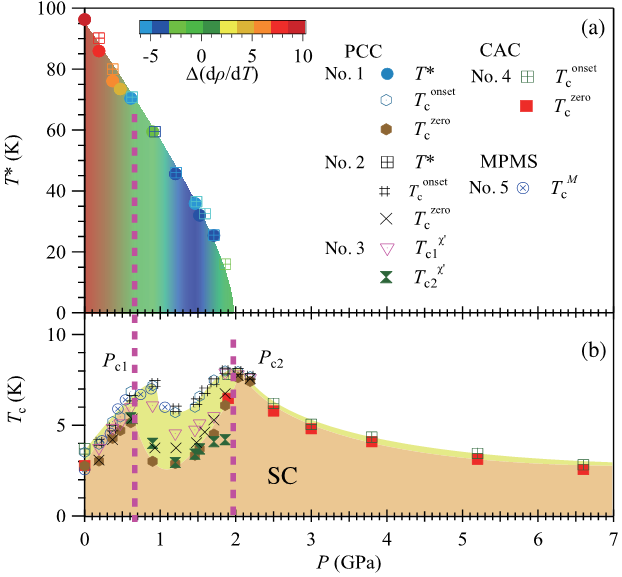 100
80
60
40
20
0
T* (K)
-5 0 5 10
Δ(dρ/dT)
(a)
PCC
No. 1 T*
Tc onset
Tc zero
No. 2 T*
Tc onset
Tc zero
No. 3 Tc1 χ'
Tc2 χ'
CAC
No. 4 Tc onset
Tc zero
MPMS
No. 5 Tc M
10
5
0
Tc (K)
Pc1
Pc2
(b)
SC
0 1 2 3 4 5 6 7
P (GPa)